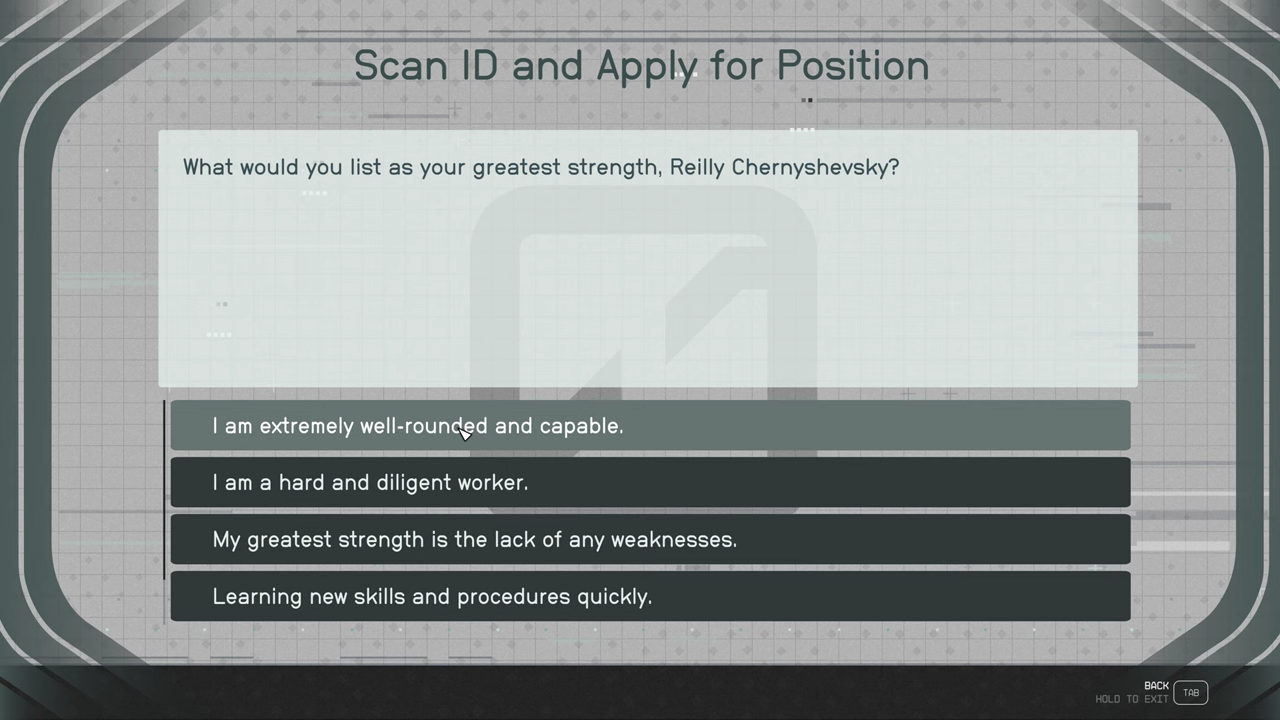 Scan ID and Apply for Position
What would you list as your greatest strength, Reilly Chernyshevsky?
I am extremely well-rounded and capable.
I am a hard and diligent worker.
My greatest strength is the lack of any weaknesses.
Learning new skills and procedures quickly.
BACK
HOLD TO EXIT
TAB